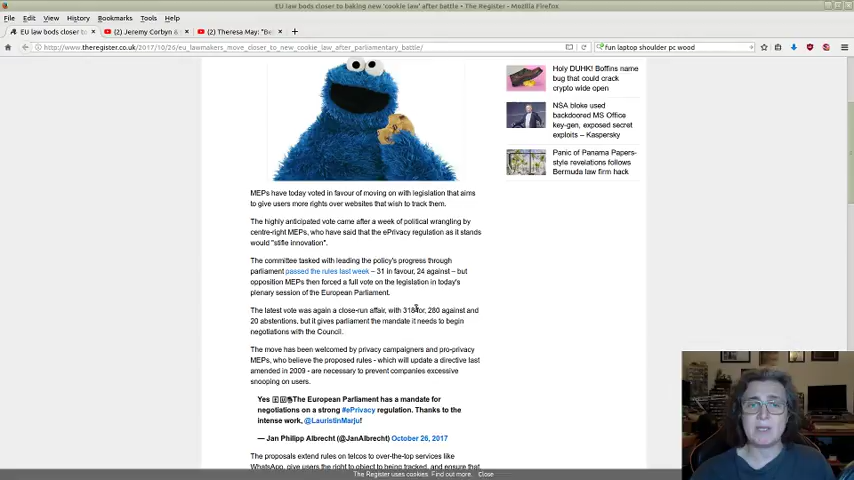 EU law bods closer to baking new 'cookie law' after battle • The Register - Mozilla Firefox
File Edit View History Bookmarks Tools Help
EU law bods closer to (2) Jeremy Corbyn & (2) Theresa May: "Be
www.theregister.co.uk/2017/10/26/eu_lawmakers_move_closer_to_new_cookie_law_after_parliamentary_battle/
fun laptop shoulder pc wood
Holy DUHK! Boffins name
bug that could crack
crypto wide open
NSA bloke used
backdoored MS Office
key-gen, exposed secret
exploits – Kaspersky
Panic of Panama Papers-
style revelations follows
Bermuda law firm hack
MEPs have today voted in favour of moving on with legislation that aims
to give users more rights over websites that wish to track them.
The highly anticipated vote came after a week of political wrangling by
centre-right MEPs, who have said that the ePrivacy regulation as it stands
would "stifle innovation".
The committee tasked with leading the policy's progress through
parliament passed the rules last week – 31 in favour, 24 against – but
opposition MEPs then forced a full vote on the legislation in today's
plenary session of the European Parliament.
The latest vote was again a close-run affair, with 318 for, 280 against and
20 abstentions, but it gives parliament the mandate it needs to begin
negotiations with the Council.
The move has been welcomed by privacy campaigners and pro-privacy
MEPs, who believe the proposed rules - which will update a directive last
amended in 2009 - are necessary to prevent companies excessive
snooping on users.
Yes The European Parliament has a mandate for
negotiations on a strong #ePrivacy regulation. Thanks to the
intense work, @LauristinMarju!
— Jan Philipp Albrecht (@JanAlbrecht) October 26, 2017
The proposals extend rules on telcos to over-the-top services like
WhatsApp, give users the right to object to being tracked, and ensure that
The Register uses cookies. Find out more. Close